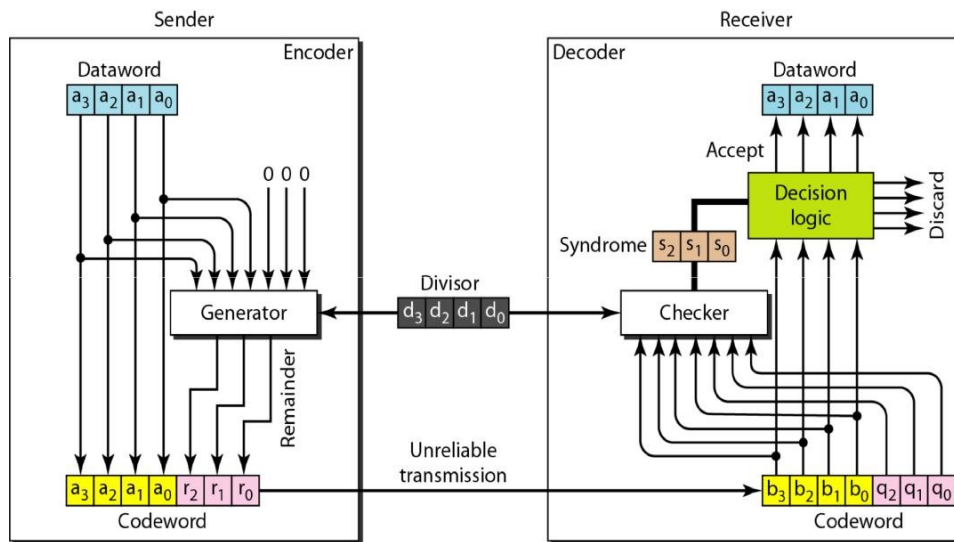 Sender
Encoder
Dataword
a3 a2 a1 a0
0 0 0
Generator
Remainder
a3 a2 a1 a0 r2 r1 r0
Codeword
Divisor
d3 d2 d1 d0
Unreliable
transmission
Receiver
Decoder
Dataword
a3 a2 a1 a0
Accept
Decision
logic
Discard
Syndrome
s2 s1 s0
Checker
b3 b2 b1 b0 q2 q1 q0
Codeword